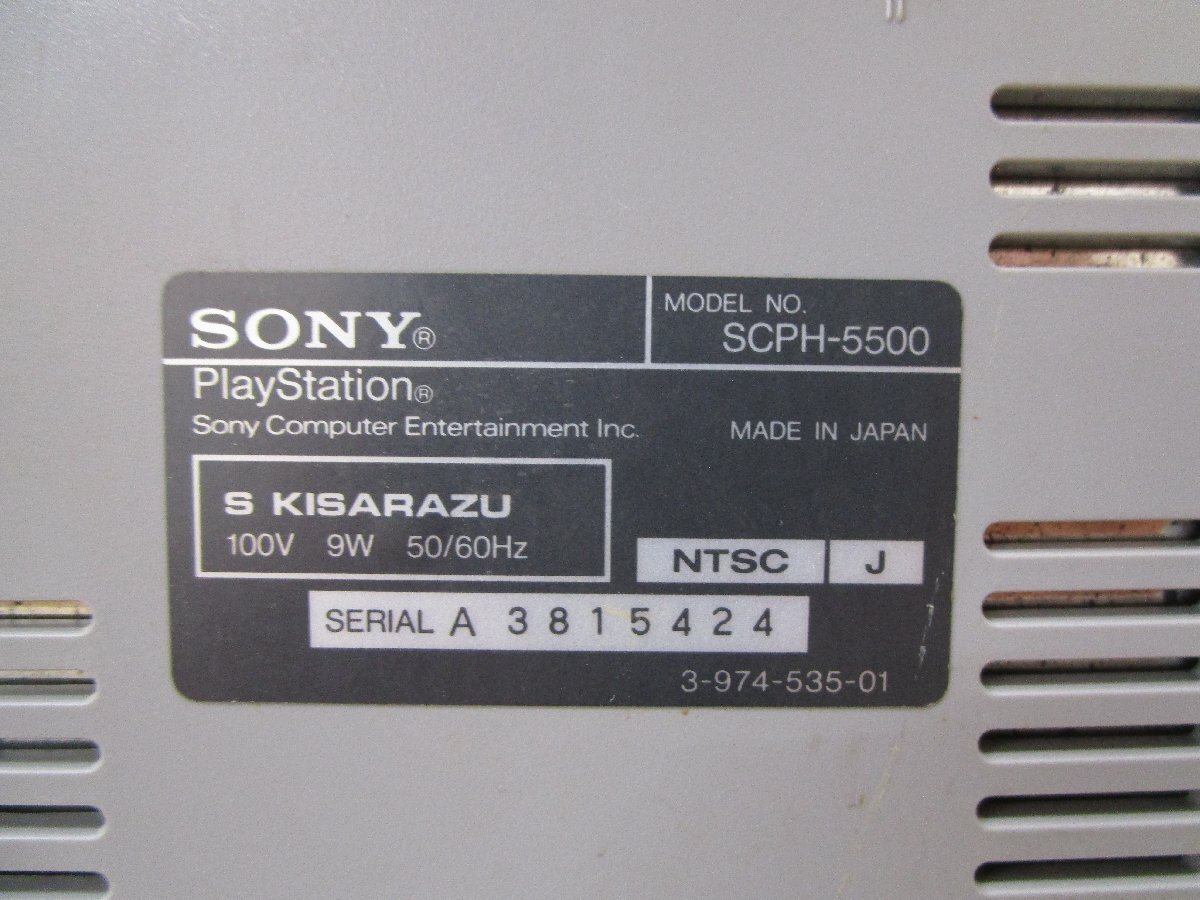 SONY®
MODEL NO.
SCPH-5500
PlayStation®
Sony Computer Entertainment Inc.
MADE IN JAPAN
S KISARAZU
100V 9W 50/60Hz
NTSC J
SERIAL A 3815424
3-974-535-01